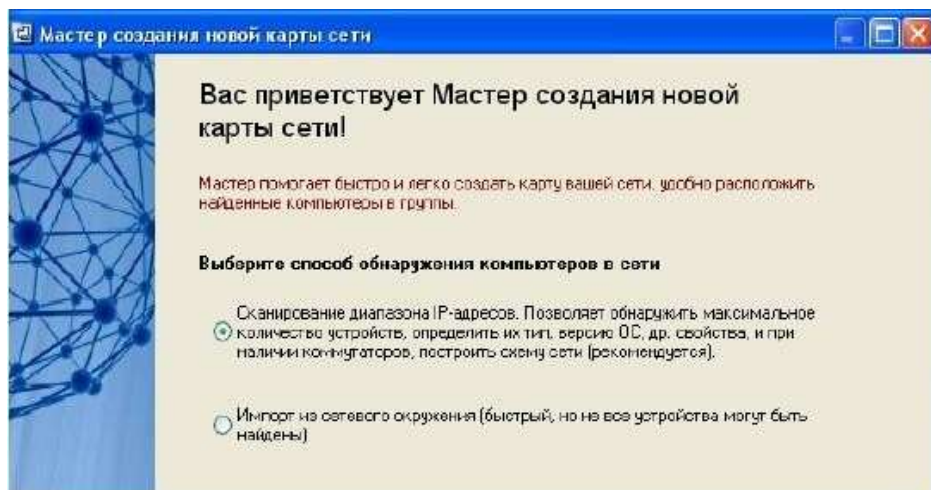 Мастер создания новой карты сети
Вас приветствует Мастер создания новой
карты сети!
Мастер помогает быстро и легко создать карту вашей сети, удобно расположить
найденные компьютеры в группы.
Выберите способ обнаружения компьютеров в сети
Сканирование диапазона IP-адресов. Позволяет обнаружить максимальное
количество устройств, определить их тип, версию ОС, др. свойства, и при
наличии коммутаторов, построить схему сети (рекомендуется).
Импорт из сетевого окружения (быстрый, но не все устройства могут быть
найдены)